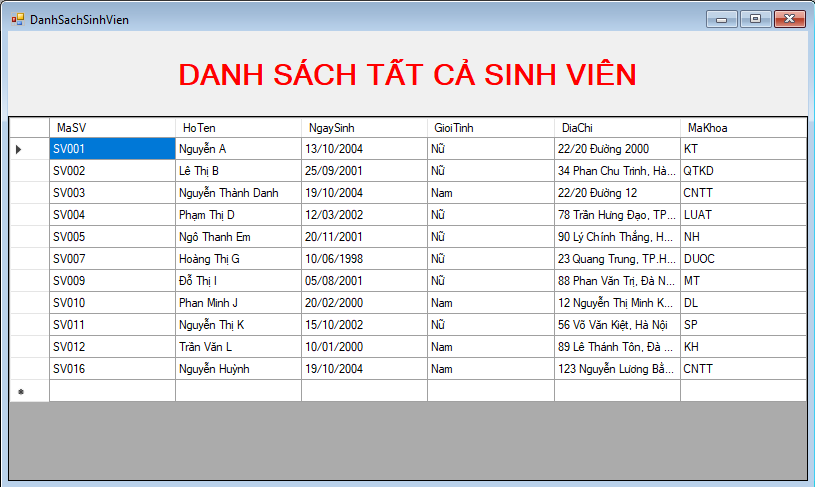 DanhSachSinhVien
DANH SÁCH TẤT CẢ SINH VIÊN
MaSV HoTen NgaySinh GioiTinh DiaChi MaKhoa
SV001 Nguyễn A 13/10/2004 Nữ 22/20 Đường 2000 KT
SV002 Lê Thị B 25/09/2001 Nữ 34 Phan Chu Trinh, Hà... QTKD
SV003 Nguyễn Thành Danh 19/10/2004 Nam 22/20 Đường 12 CNTT
SV004 Phạm Thị D 12/03/2002 Nữ 78 Trần Hưng Đạo, TP... LUAT
SV005 Ngô Thanh Em 20/11/2001 Nữ 90 Lý Chính Thắng, H... NH
SV007 Hoàng Thị G 10/06/1998 Nữ 23 Quang Trung, TP.H... DUOC
SV009 Đỗ Thị I 05/08/2001 Nữ 88 Phan Văn Trị, Đà N... MT
SV010 Phan Minh J 20/02/2000 Nam 12 Nguyễn Thị Minh K... DL
SV011 Nguyễn Thị K 15/10/2002 Nữ 56 Võ Văn Kiệt, Hà Nội SP
SV012 Trần Văn L 10/01/2000 Nam 89 Lê Thánh Tôn, Đà ... KH
SV016 Nguyễn Huỳnh 19/10/2004 Nam 123 Nguyễn Lương Bằ... CNTT